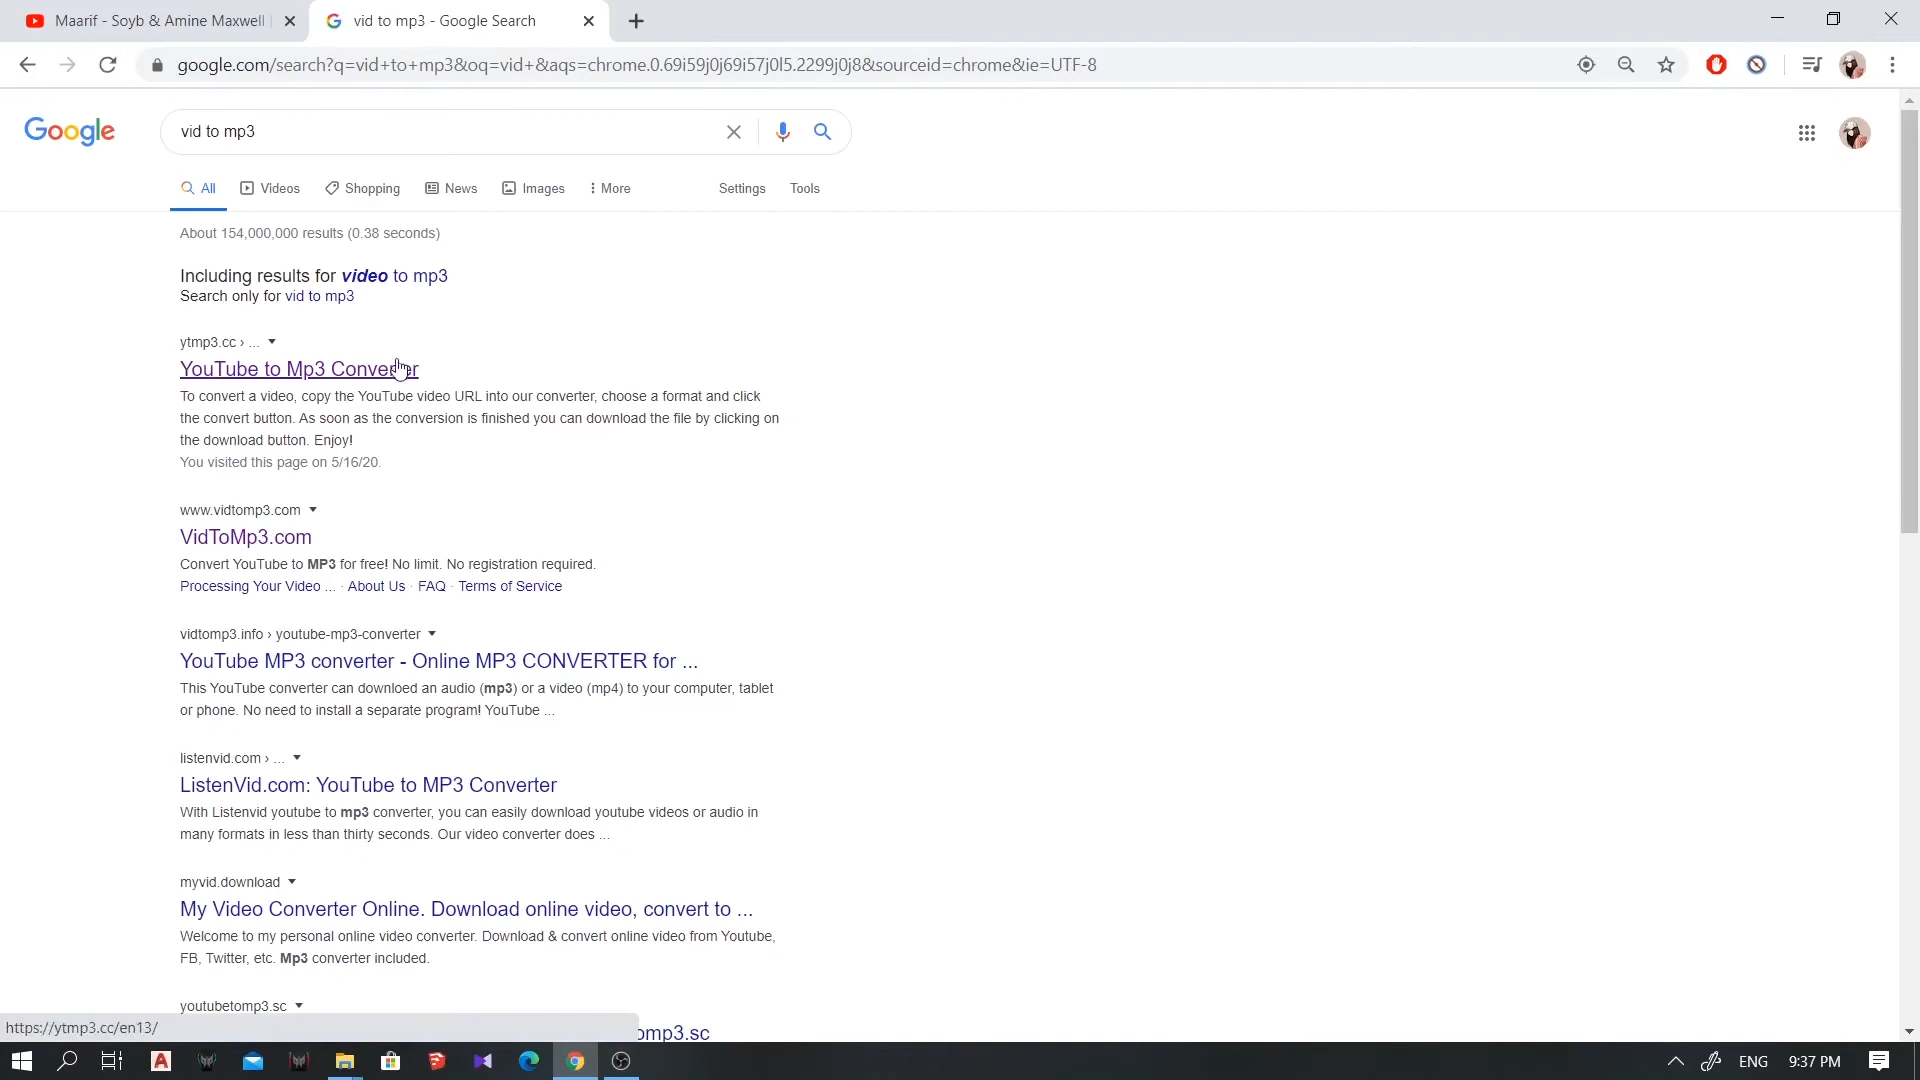 Maarif - Soyb & Amine Maxwell
vid to mp3 - Google Search
google.com/search?q=vid+to+mp3&oq=vid+&aqs=chrome.0.69i59j0j69i57j0l5.2299j0j8&sourceid=chrome&ie=UTF-8
Google
vid to mp3
All Videos Shopping News Images More Settings Tools
About 154,000,000 results (0.38 seconds)
Including results for video to mp3
Search only for vid to mp3
ytmp3.cc › ...
YouTube to Mp3 Converter
To convert a video, copy the YouTube video URL into our converter, choose a format and click
the convert button. As soon as the conversion is finished you can download the file by clicking on
the download button. Enjoy!
You visited this page on 5/16/20.
www.vidtomp3.com
VidToMp3.com
Convert YouTube to MP3 for free! No limit. No registration required.
Processing Your Video ... · About Us · FAQ · Terms of Service
vidtomp3.info › youtube-mp3-converter
YouTube MP3 converter - Online MP3 CONVERTER for ...
This YouTube converter can downloed an audio (mp3) or a video (mp4) to your computer, tablet
or phone. No need to install a separate program! YouTube ...
listenvid.com › ...
ListenVid.com: YouTube to MP3 Converter
With Listenvid youtube to mp3 converter, you can easily download youtube videos or audio in
many formats in less than thirty seconds. Our video converter does ...
myvid.download
My Video Converter Online. Download online video, convert to ...
Welcome to my personal online video converter. Download & convert online video from Youtube,
FB, Twitter, etc. Mp3 converter included.
youtubetomp3.sc
omp3.sc
https://ytmp3.cc/en13/
ENG 9:37 PM